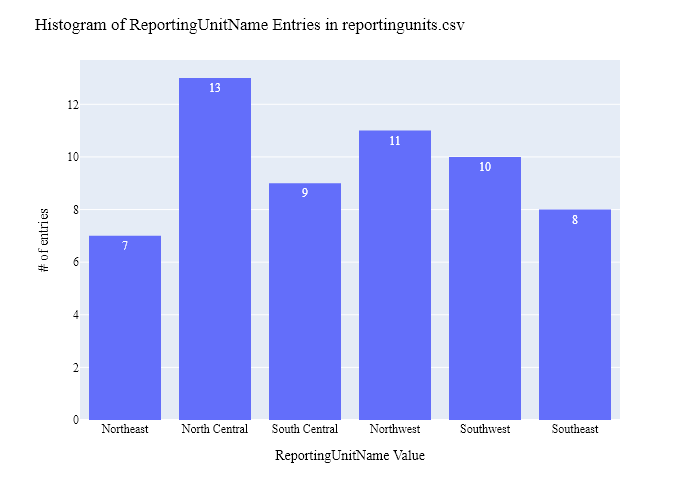 Histogram of ReportingUnitName Entries in reportingunits.csv
# of entries
12
10
8
6
4
2
0
7
13
9
11
10
8
Northeast
North Central
South Central
Northwest
Southwest
Southeast
ReportingUnitName Value